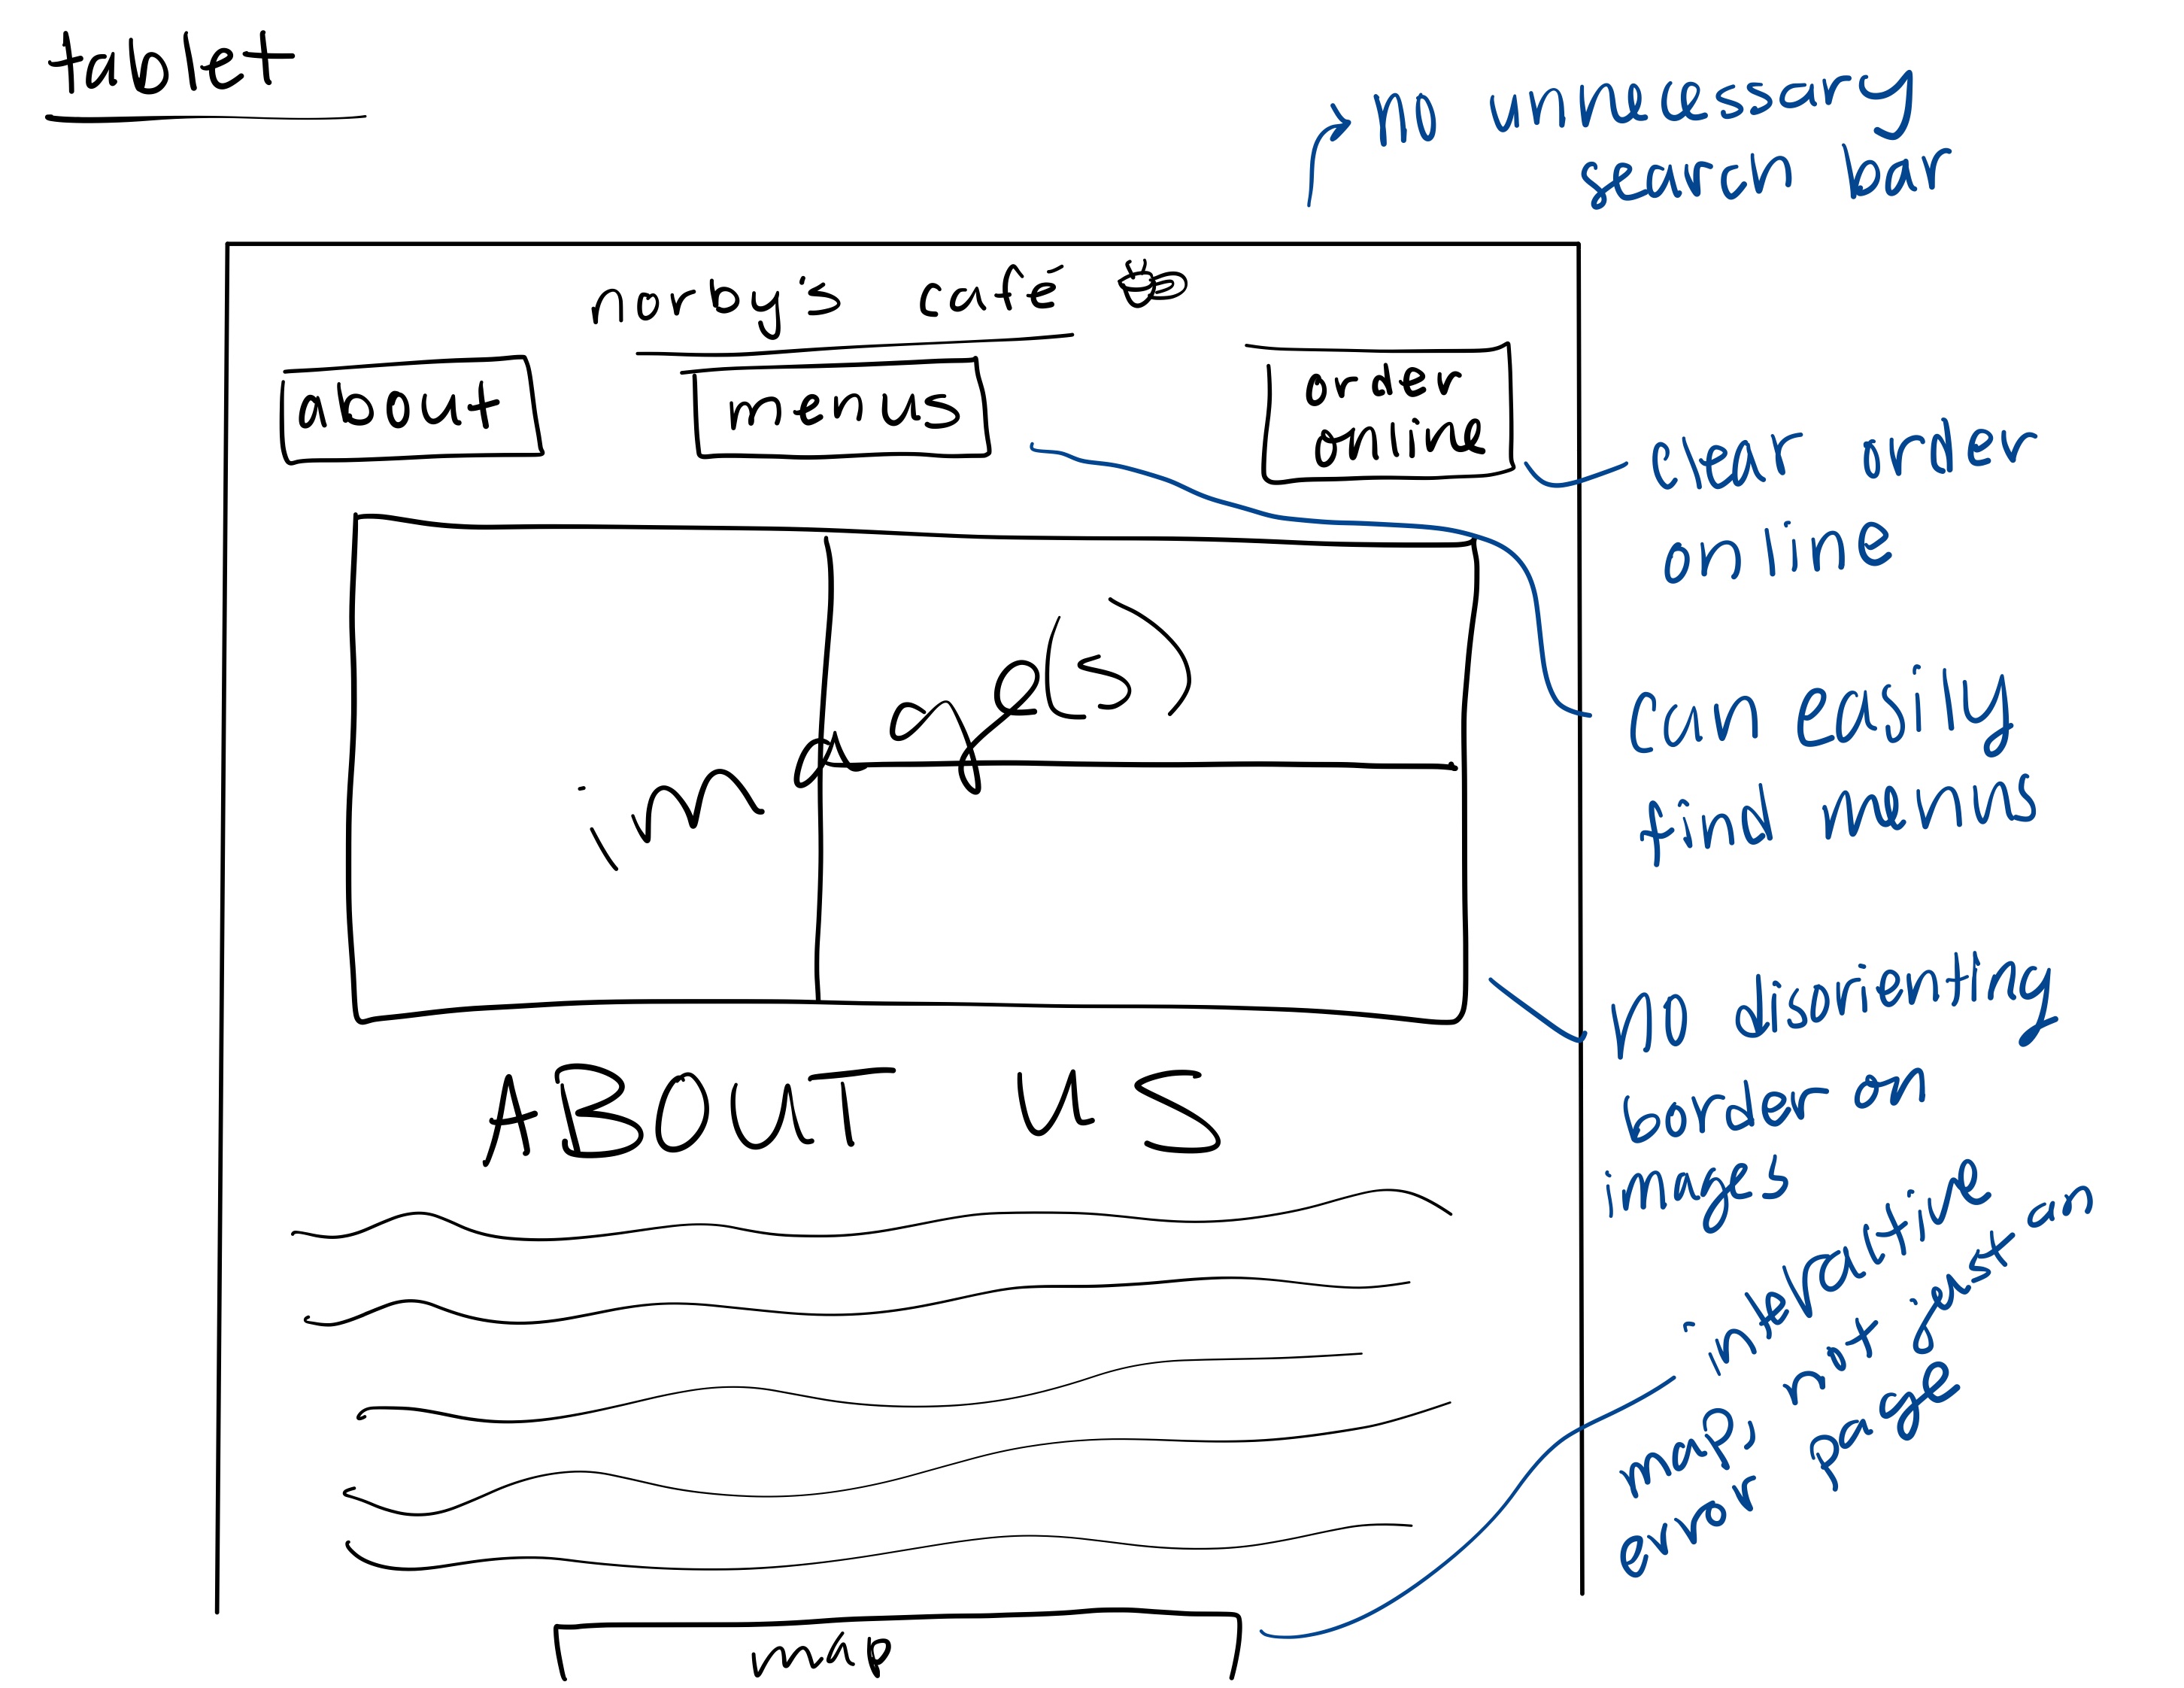 tablet
no unnecessary
search bar
norby's café
about
menus
order
online
clear order
online
image(s)
can easily
find menus
no disorienting
border on
images
ABOUT US
interactive
map, not just an
error page
map